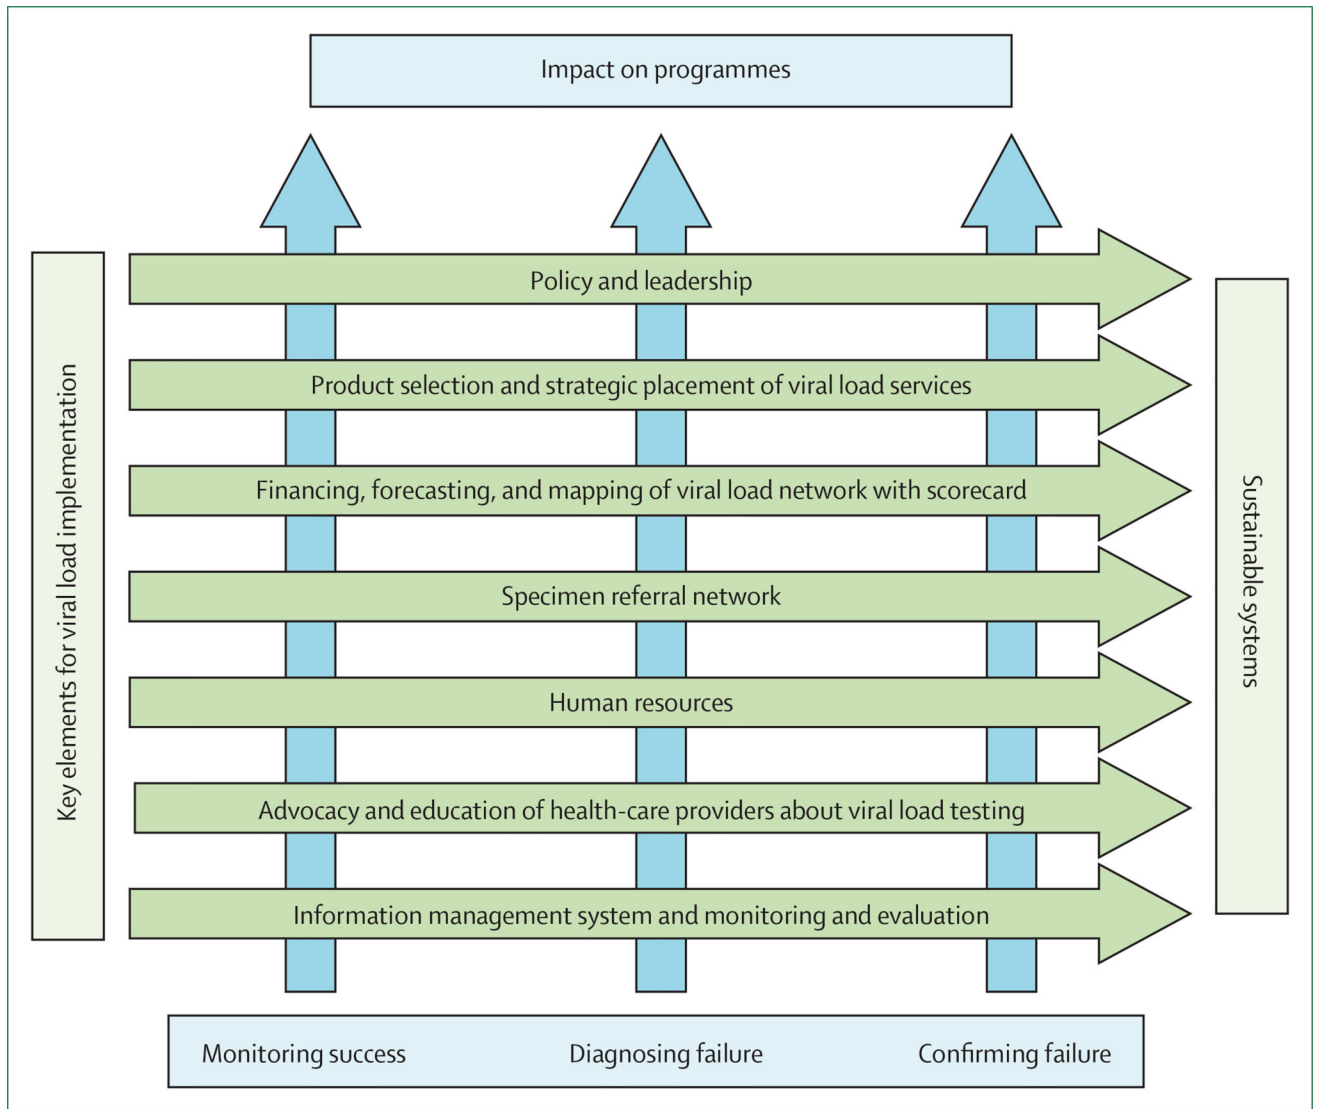 Impact on programmes
Key elements for viral load implementation
Policy and leadership
Product selection and strategic placement of viral load services
Financing, forecasting, and mapping of viral load network with scorecard
Specimen referral network
Human resources
Advocacy and education of health-care providers about viral load testing
Information management system and monitoring and evaluation
Sustainable systems
Monitoring success
Diagnosing failure
Confirming failure